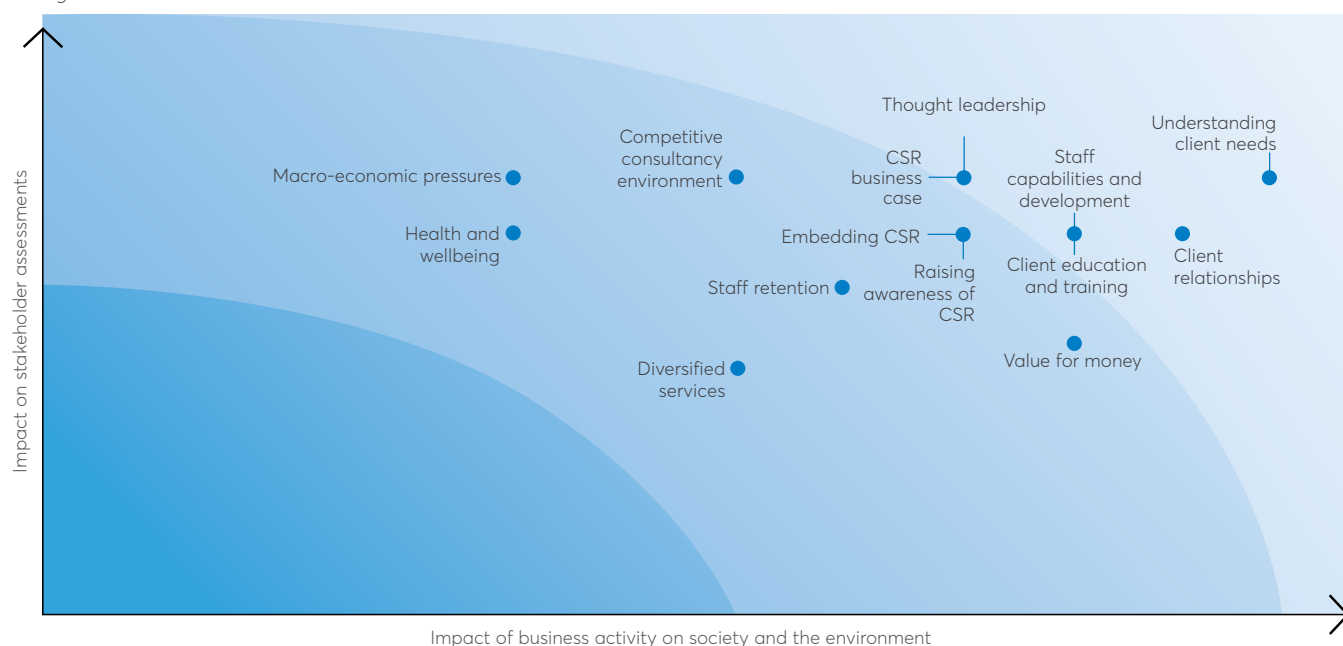 Thought leadership
Understanding
client needs
Competitive
consultancy
environment
CSR
business
case
Staff
capabilities and
development
Macro-economic pressures
Health and
wellbeing
Embedding CSR
Raising
awareness of
CSR
Client education
and training
Client
relationships
Staff retention
Diversified
services
Value for money
Impact on stakeholder assessments
Impact of business activity on society and the environment